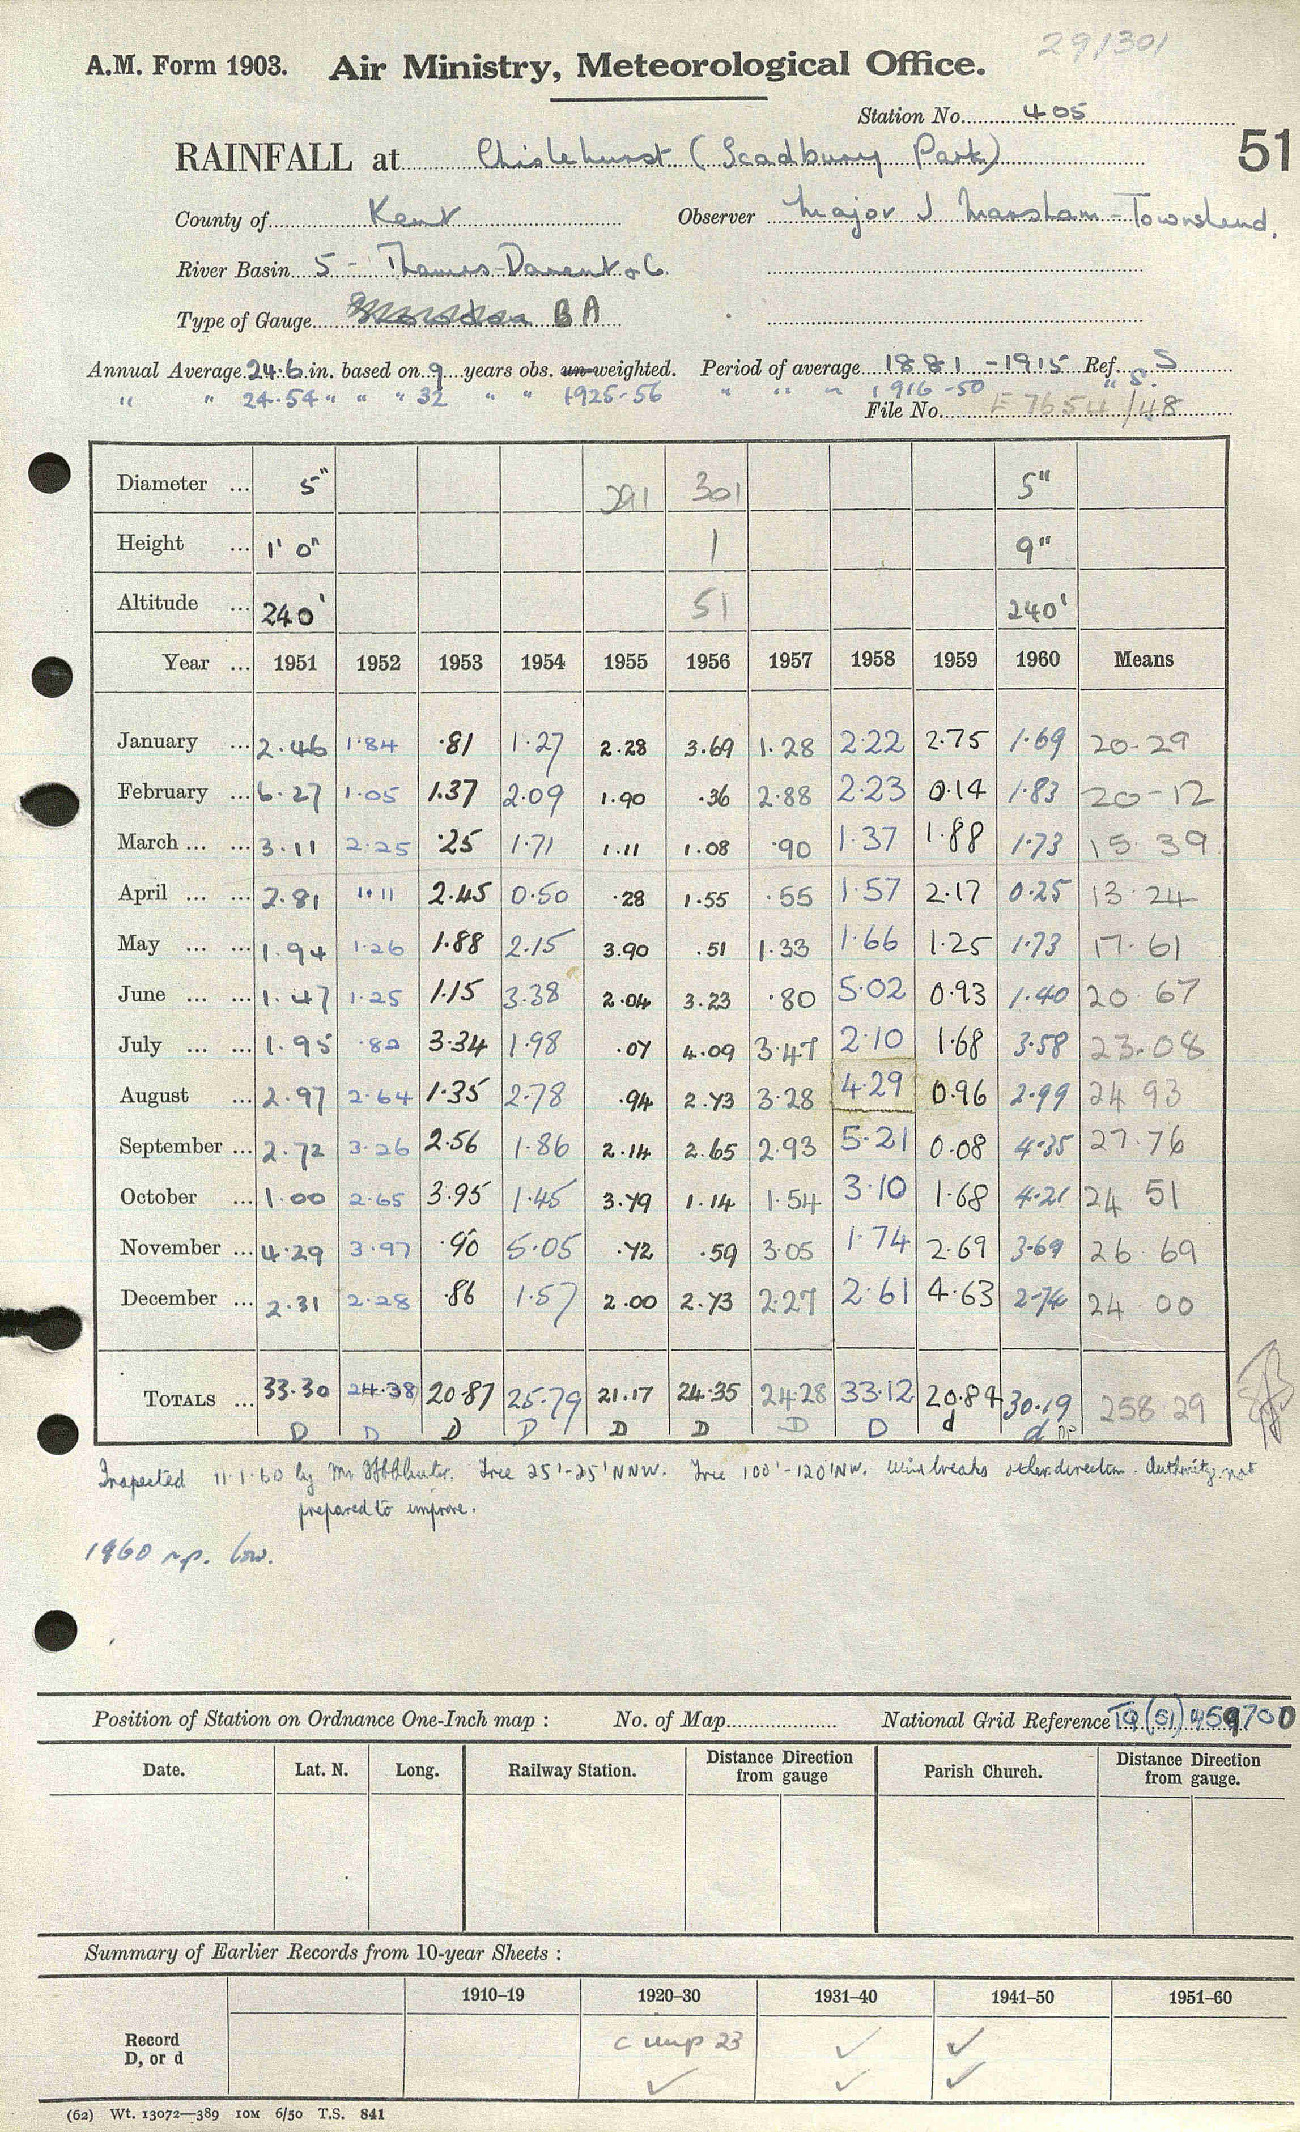 291301
A.M. Form 1903. Air Ministry, Meteorological Office.
Station No. 405
51
RAINFALL at Chislehurst (Scadbury Park)
County of Kent Observer Major J Marsham-Townshend.
River Basin 5 - Thames-Darent &c.
Type of Gauge BA
Annual Average 24.6 in. based on 9 years obs. un-weighted. Period of average 1881-1915 Ref. S
" " 24.54 " " " 32 " " 1925-56 " " " 1916-50 " S.
File No. E7654/48
Diameter ... 5" 291 301 5"
Height ... 1' 0" 1 9"
Altitude ... 240' 51 240'
Year ... 1951 1952 1953 1954 1955 1956 1957 1958 1959 1960 Means
January ... 2.46 1.84 .81 1.27 2.28 3.69 1.28 2.22 2.75 1.69 20-29
February ... 6.27 1.05 1.37 2.09 1.90 .36 2.88 2.23 0.14 1.83 20-12
March ... ... 3.11 2.25 .25 1.71 1.11 1.08 .90 1.37 1.88 1.73 15.39
April ... ... 2.81 1.11 2.45 0.50 .28 1.55 .55 1.57 2.17 0.25 13.24
May ... ... 1.94 1.26 1.88 2.15 3.90 .51 1.33 1.66 1.25 1.73 17.61
June ... ... 1.47 1.25 1.15 3.38 2.04 3.23 .80 5.02 0.93 1.40 20.67
July ... ... 1.95 .82 3.34 1.98 .07 4.09 3.47 2.10 1.68 3.58 23.08
August ... 2.97 2.64 1.35 2.78 .94 2.73 3.28 4.29 0.96 2.99 24 93
September ... 2.72 3.26 2.56 1.86 2.14 2.65 2.93 5.21 0.08 4.35 27.76
October ... 1.00 2.65 3.95 1.45 3.79 1.14 1.54 3.10 1.68 4.21 24 51
November ... 4.29 3.97 .90 5.05 .72 .59 3.05 1.74 2.69 3.69 26.69
December ... 2.31 2.28 .86 1.57 2.00 2.73 2.27 2.61 4.63 2.74 24 00
TOTALS ... 33.30 24.38 20.87 25.79 21.17 24.35 24.28 33.12 20.84 30.19 258.29
D D D D D D D D d d
Inspected 11.1.60 by Mr. Tree 25'-25' NNW. Tree 100'-120' NW. Windbreaks other direction. Authority not
prepared to improve.
1960 rp. low.
Position of Station on Ordnance One-Inch map : No. of Map National Grid Reference TQ (51) 459700
Date. Lat. N. Long. Railway Station. Distance Direction from gauge Parish Church. Distance Direction from gauge.
Summary of Earlier Records from 10-year Sheets :
1910–19 1920–30 1931–40 1941–50 1951–60
Record c 23 ✓ ✓
D, or d ✓ ✓ ✓
(62) Wt. 13072—389 10M 6/50 T.S. 841